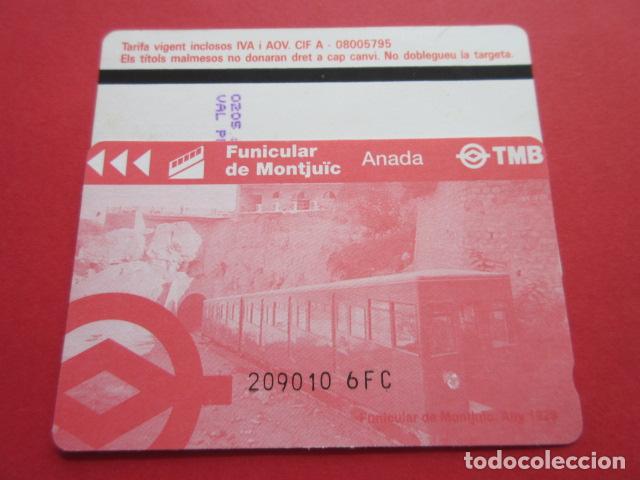 Tarifa vigent inclosos IVA i AOV. CIF A - 08005795
Els títols malmesos no donaran dret a cap canvi. No doblegueu la targeta.
0205
VAL
Funicular
de Montjuïc
Anada
TMB
209010 6FC
Funicular de Montjuïc. Any 1929
todocoleccion.net